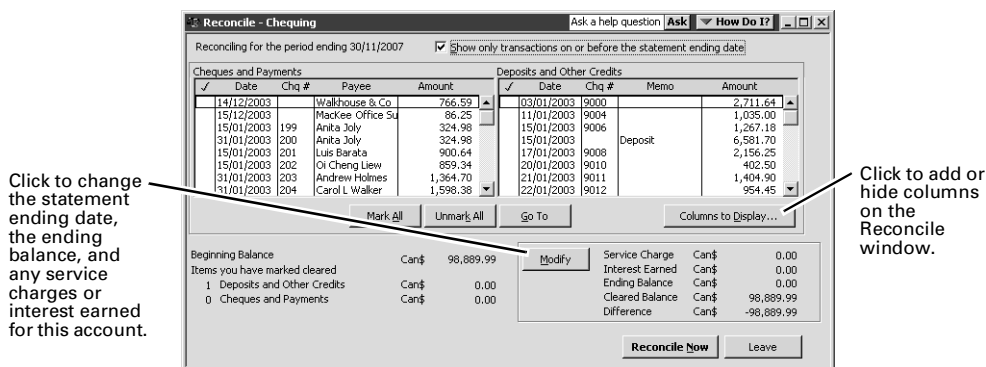 Reconcile - Chequing
Ask a help question Ask How Do I?
Reconciling for the period ending 30/11/2007 Show only transactions on or before the statement ending date
Cheques and Payments
✓ Date Chq # Payee Amount
14/12/2003 Walkhouse & Co 766.59
15/12/2003 MacKee Office Su 86.25
15/01/2003 199 Anita Joly 324.98
31/01/2003 200 Anita Joly 324.98
15/01/2003 201 Luis Barata 900.64
15/01/2003 202 Oi Cheng Liew 859.34
31/01/2003 203 Andrew Holmes 1,364.70
31/01/2003 204 Carol L Walker 1,598.38
Deposits and Other Credits
✓ Date Chq # Memo Amount
03/01/2003 9000 2,711.64
11/01/2003 9004 1,035.00
15/01/2003 9006 1,267.18
15/01/2003 Deposit 6,581.70
17/01/2003 9008 2,156.25
20/01/2003 9010 402.50
21/01/2003 9011 1,404.90
22/01/2003 9012 954.45
Mark All Unmark All Go To Columns to Display...
Beginning Balance Can$ 98,889.99
Items you have marked cleared
1 Deposits and Other Credits Can$ 0.00
0 Cheques and Payments Can$ 0.00
Modify
Service Charge Can$ 0.00
Interest Earned Can$ 0.00
Ending Balance Can$ 0.00
Cleared Balance Can$ 98,889.99
Difference Can$ -98,889.99
Reconcile Now Leave
Click to change
the statement
ending date,
the ending
balance, and
any service
charges or
interest earned
for this account.
Click to add or
hide columns
on the
Reconcile
window.